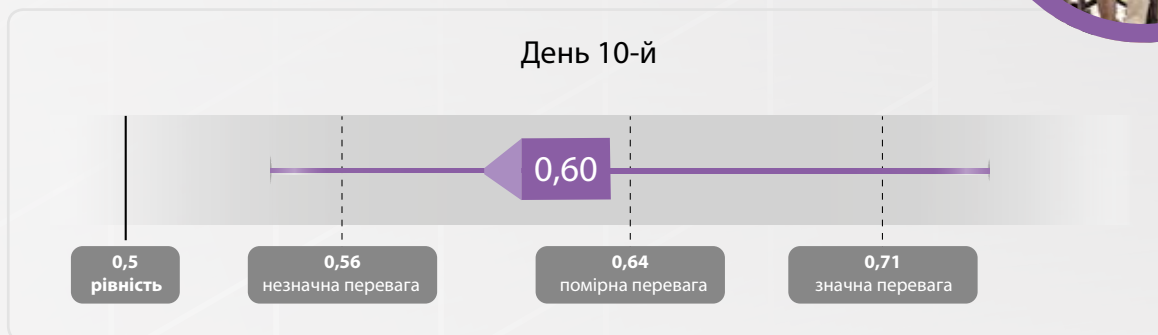 День 10-й
0,60
0,5
рівність
0,56
незначна перевага
0,64
помірна перевага
0,71
значна перевага